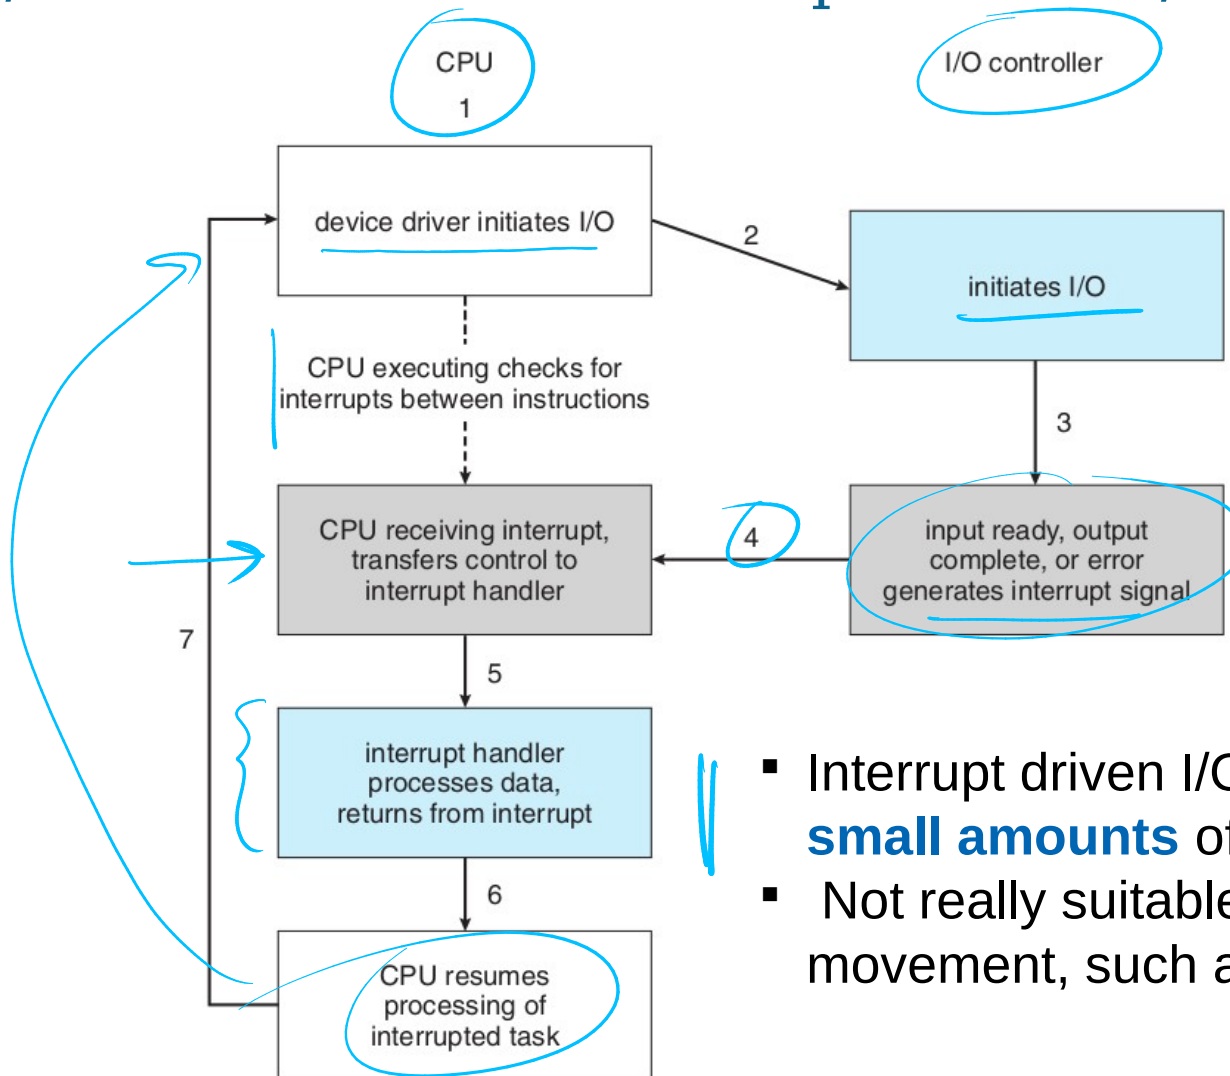 CPU
1
I/O controller
device driver initiates I/O
2
initiates I/O
CPU executing checks for
interrupts between instructions
3
CPU receiving interrupt,
transfers control to
interrupt handler
4
input ready, output
complete, or error
generates interrupt signal
7
5
interrupt handler
processes data,
returns from interrupt
▪ Interrupt driven I/O
small amounts of
▪ Not really suitable
movement, such a
6
CPU resumes
processing of
interrupted task